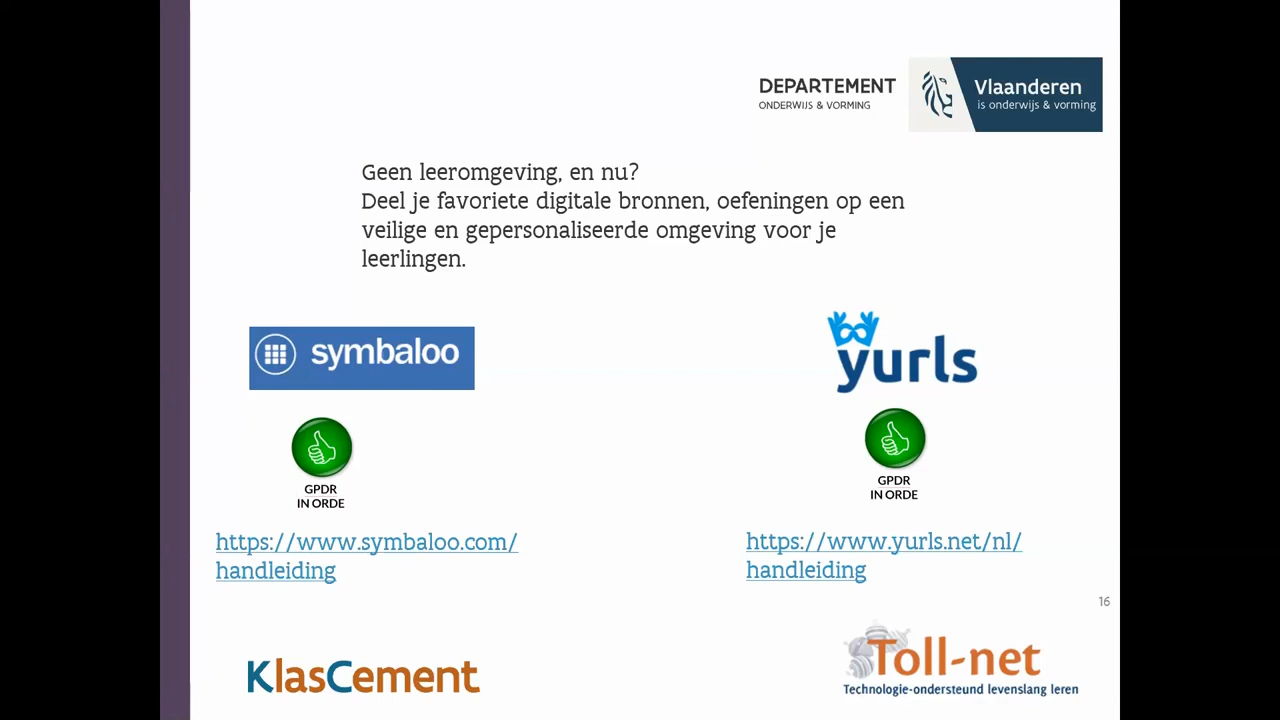 DEPARTEMENT
ONDERWIJS & VORMING
Vlaanderen
is onderwijs & vorming
Geen leeromgeving, en nu?
Deel je favoriete digitale bronnen, oefeningen op een
veilige en gepersonaliseerde omgeving voor je
leerlingen.
symbaloo
yurls
GPDR
IN ORDE
GPDR
IN ORDE
https://www.symbaloo.com/
handleiding
https://www.yurls.net/nl/
handleiding
16
KlasCement
Toll-net
Technologie-ondersteund levenslang leren